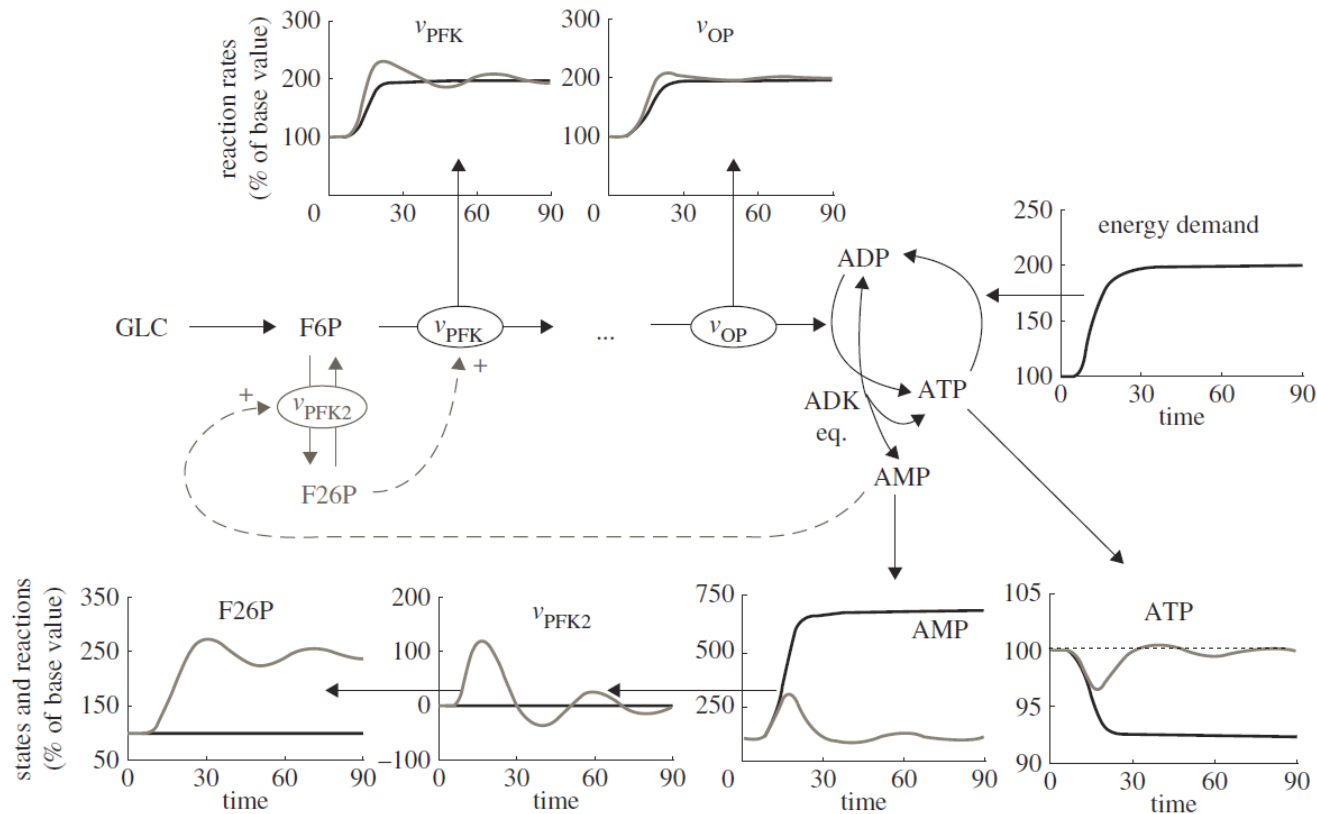 v_PFK
v_OP
reaction rates
(% of base value)
300
200
100
0
30
60
90
300
200
100
0
30
60
90
energy demand
250
200
150
100
0
30
60
90
time
GLC
F6P
v_PFK
...
v_OP
ADP
ATP
ADK
eq.
AMP
+
v_PFK2
+
F26P
states and reactions
(% of base value)
F26P
350
250
150
50
0
30
60
90
time
v_PFK2
200
100
0
–100
0
30
60
90
time
AMP
750
500
250
0
30
60
90
time
ATP
105
100
95
90
0
30
60
90
time